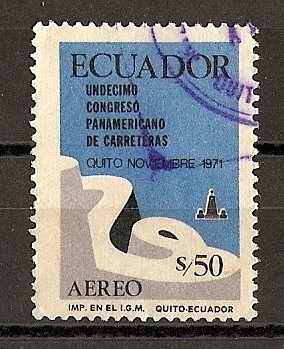 ECUADOR
UNDECIMO
CONGRESO
PANAMERICANO
DE CARRETERAS
QUITO NOVIEMBRE 1971
S/50
AEREO
IMP. EN EL I.G.M. QUITO-ECUADOR